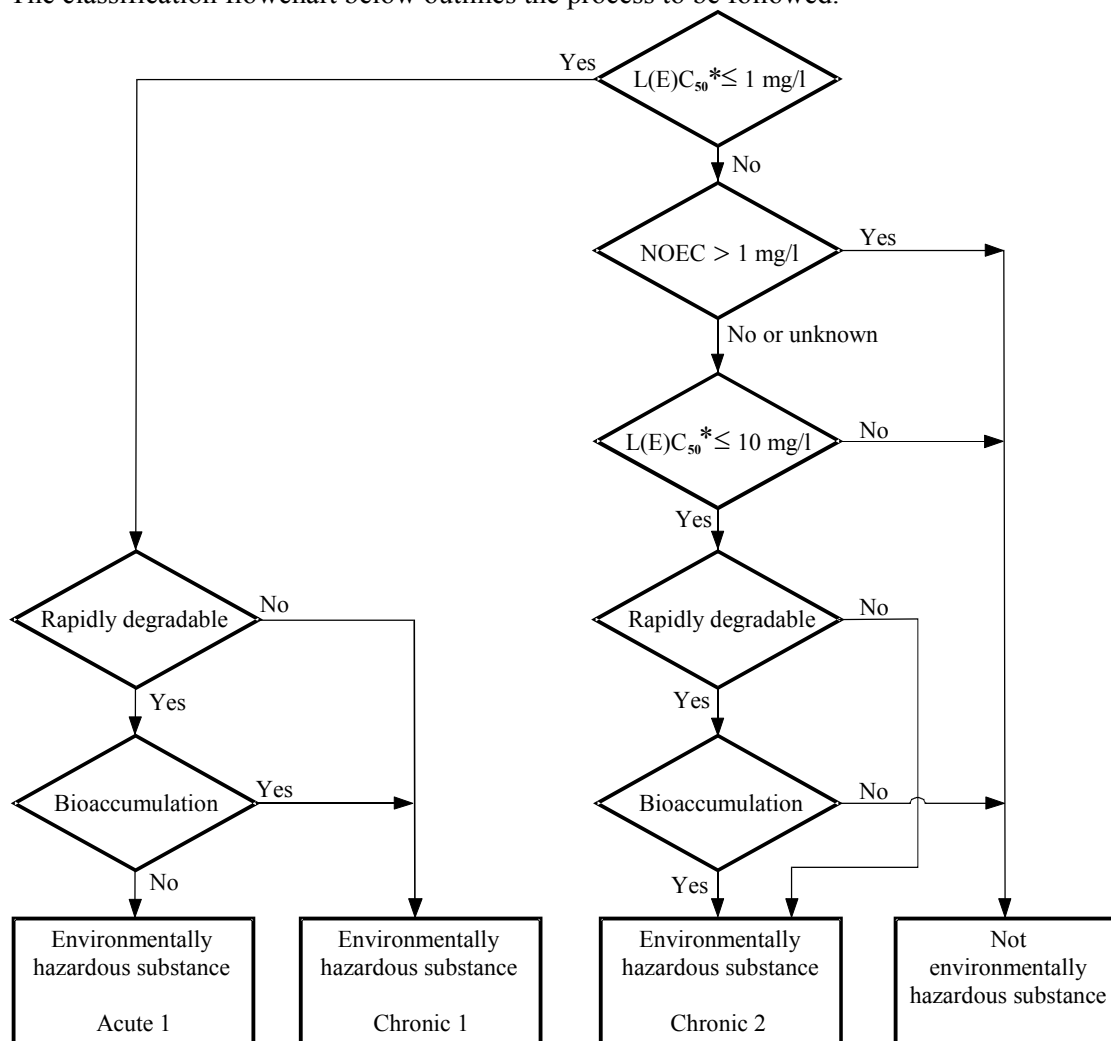 The classification flowchart below outlines the process to be followed.
Yes
L(E)C₅₀*≤ 1 mg/l
No
NOEC > 1 mg/l
Yes
No or unknown
L(E)C₅₀*≤ 10 mg/l
No
Yes
Rapidly degradable
No
Rapidly degradable
No
Yes
Yes
Bioaccumulation
Yes
Bioaccumulation
No
No
Yes
Environmentally
hazardous substance
Acute 1
Environmentally
hazardous substance
Chronic 1
Environmentally
hazardous substance
Chronic 2
Not
environmentally
hazardous substance